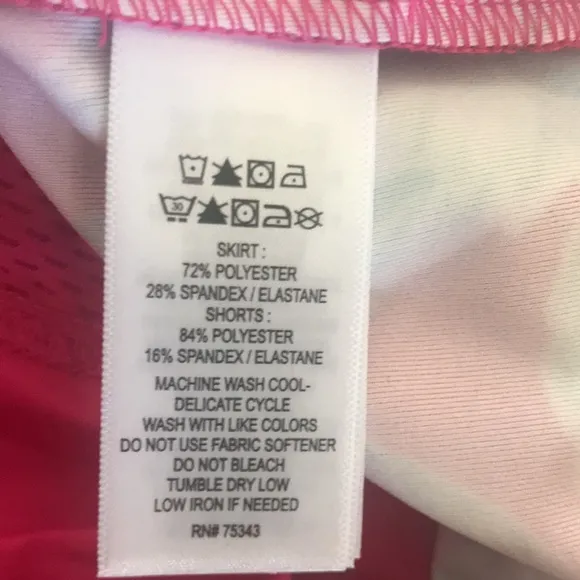 30
SKIRT :
72% POLYESTER
28% SPANDEX / ELASTANE
SHORTS :
84% POLYESTER
16% SPANDEX / ELASTANE
MACHINE WASH COOL-
DELICATE CYCLE
WASH WITH LIKE COLORS
DO NOT USE FABRIC SOFTENER
DO NOT BLEACH
TUMBLE DRY LOW
LOW IRON IF NEEDED
RN# 75343